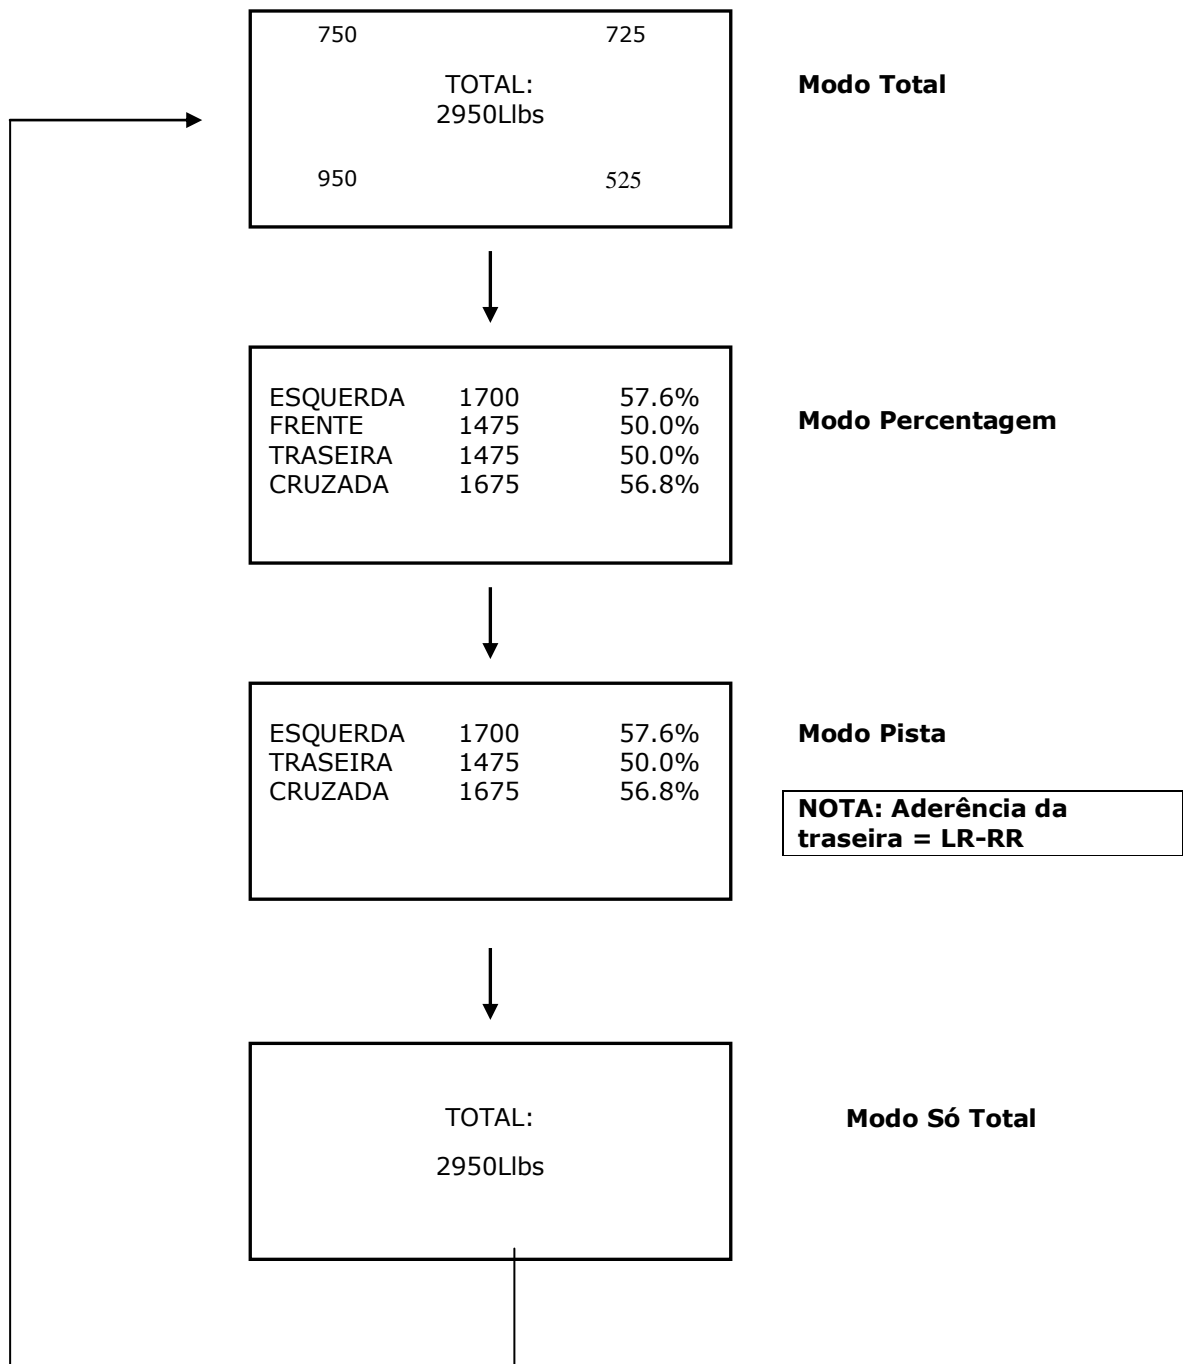 750 725
TOTAL:
2950Llbs
950 525
Modo Total
ESQUERDA 1700 57.6%
FRENTE 1475 50.0%
TRASEIRA 1475 50.0%
CRUZADA 1675 56.8%
Modo Percentagem
ESQUERDA 1700 57.6%
TRASEIRA 1475 50.0%
CRUZADA 1675 56.8%
Modo Pista
NOTA: Aderência da
traseira = LR-RR
TOTAL:
2950Llbs
Modo Só Total